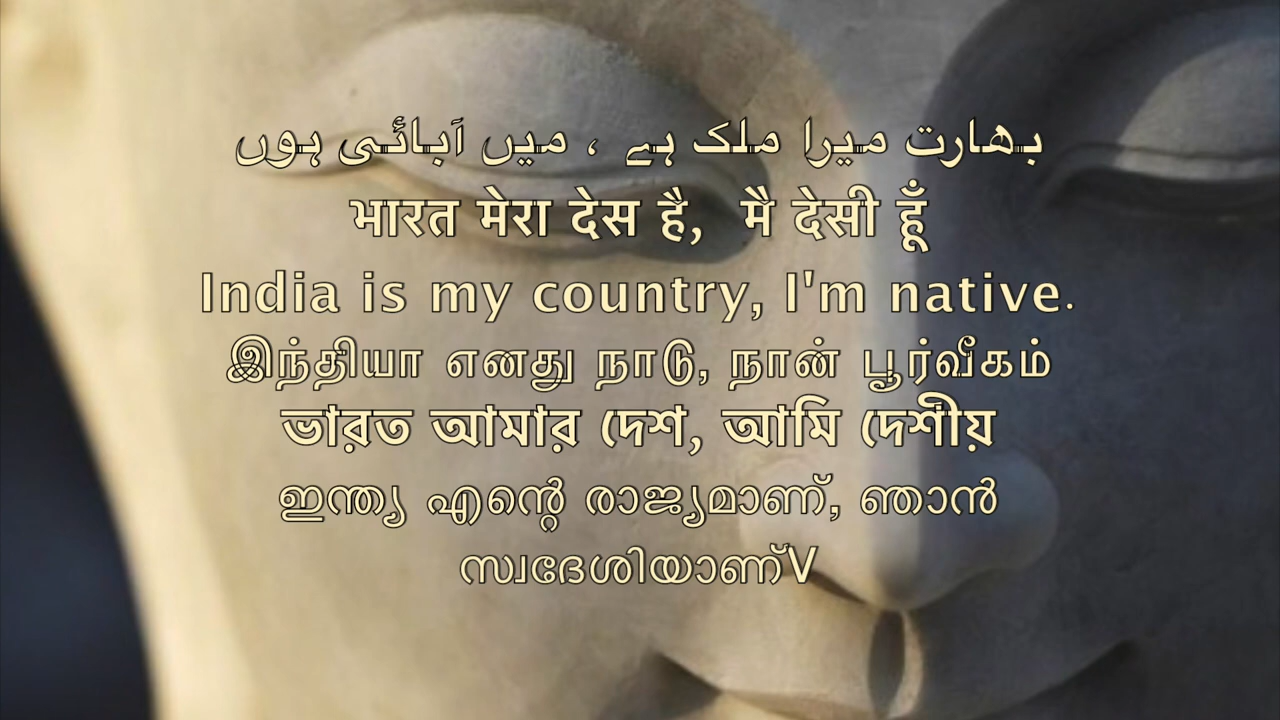 بھارت میرا ملک ہے ، میں آبائی ہوں
भारत मेरा देस है, मै देसी हूँ
India is my country, I'm native.
இந்தியா எனது நாடு, நான் பூர்வீகம்
ভারত আমার দেশ, আমি দেশীয়
ഇന്ത്യ എന്റെ രാജ്യമാണ്, ഞാൻ
സ്വദേശിയാണ്V